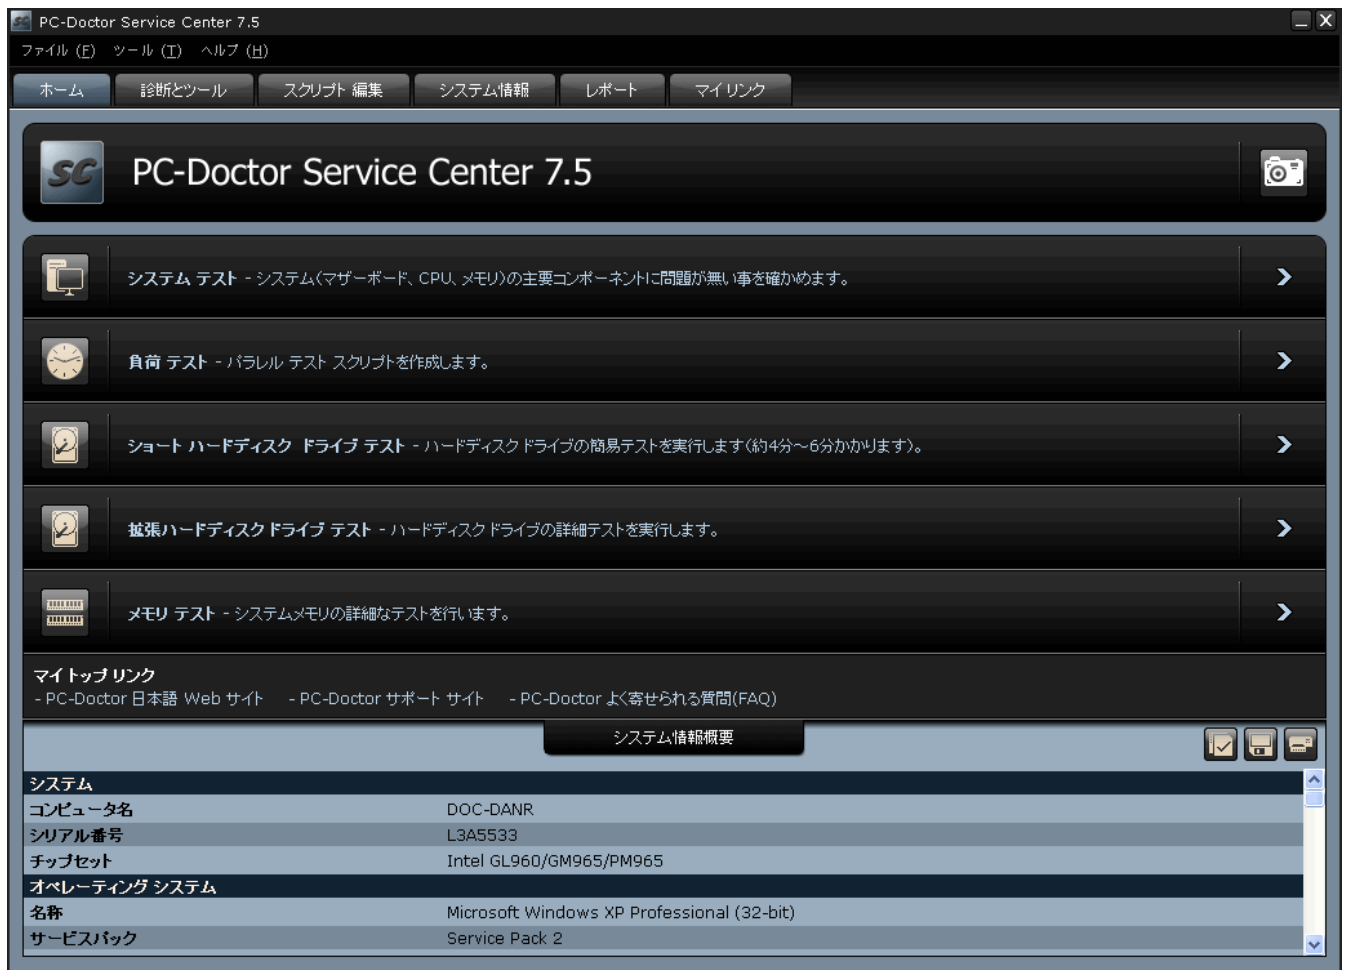 PC-Doctor Service Center 7.5
ファイル (F) ツール (T) ヘルプ (H)
ホーム 診断とツール スクリプト 編集 システム情報 レポート マイ リンク
SC PC-Doctor Service Center 7.5
システム テスト - システム(マザーボード、CPU、メモリ)の主要コンポーネントに問題が無い事を確かめます。
負荷 テスト - パラレル テスト スクリプトを作成します。
ショート ハードディスク ドライブ テスト - ハードディスク ドライブの簡易テストを実行します(約4分～6分かかります)。
拡張ハードディスク ドライブ テスト - ハードディスク ドライブの詳細テストを実行します。
メモリ テスト - システムメモリの詳細なテストを行います。
マイ トップ リンク
- PC-Doctor 日本語 Web サイト - PC-Doctor サポート サイト - PC-Doctor よく寄せられる質問(FAQ)
システム情報概要
システム
コンピュータ名 DOC-DANR
シリアル番号 L3A5533
チップセット Intel GL960/GM965/PM965
オペレーティング システム
名称 Microsoft Windows XP Professional (32-bit)
サービスパック Service Pack 2